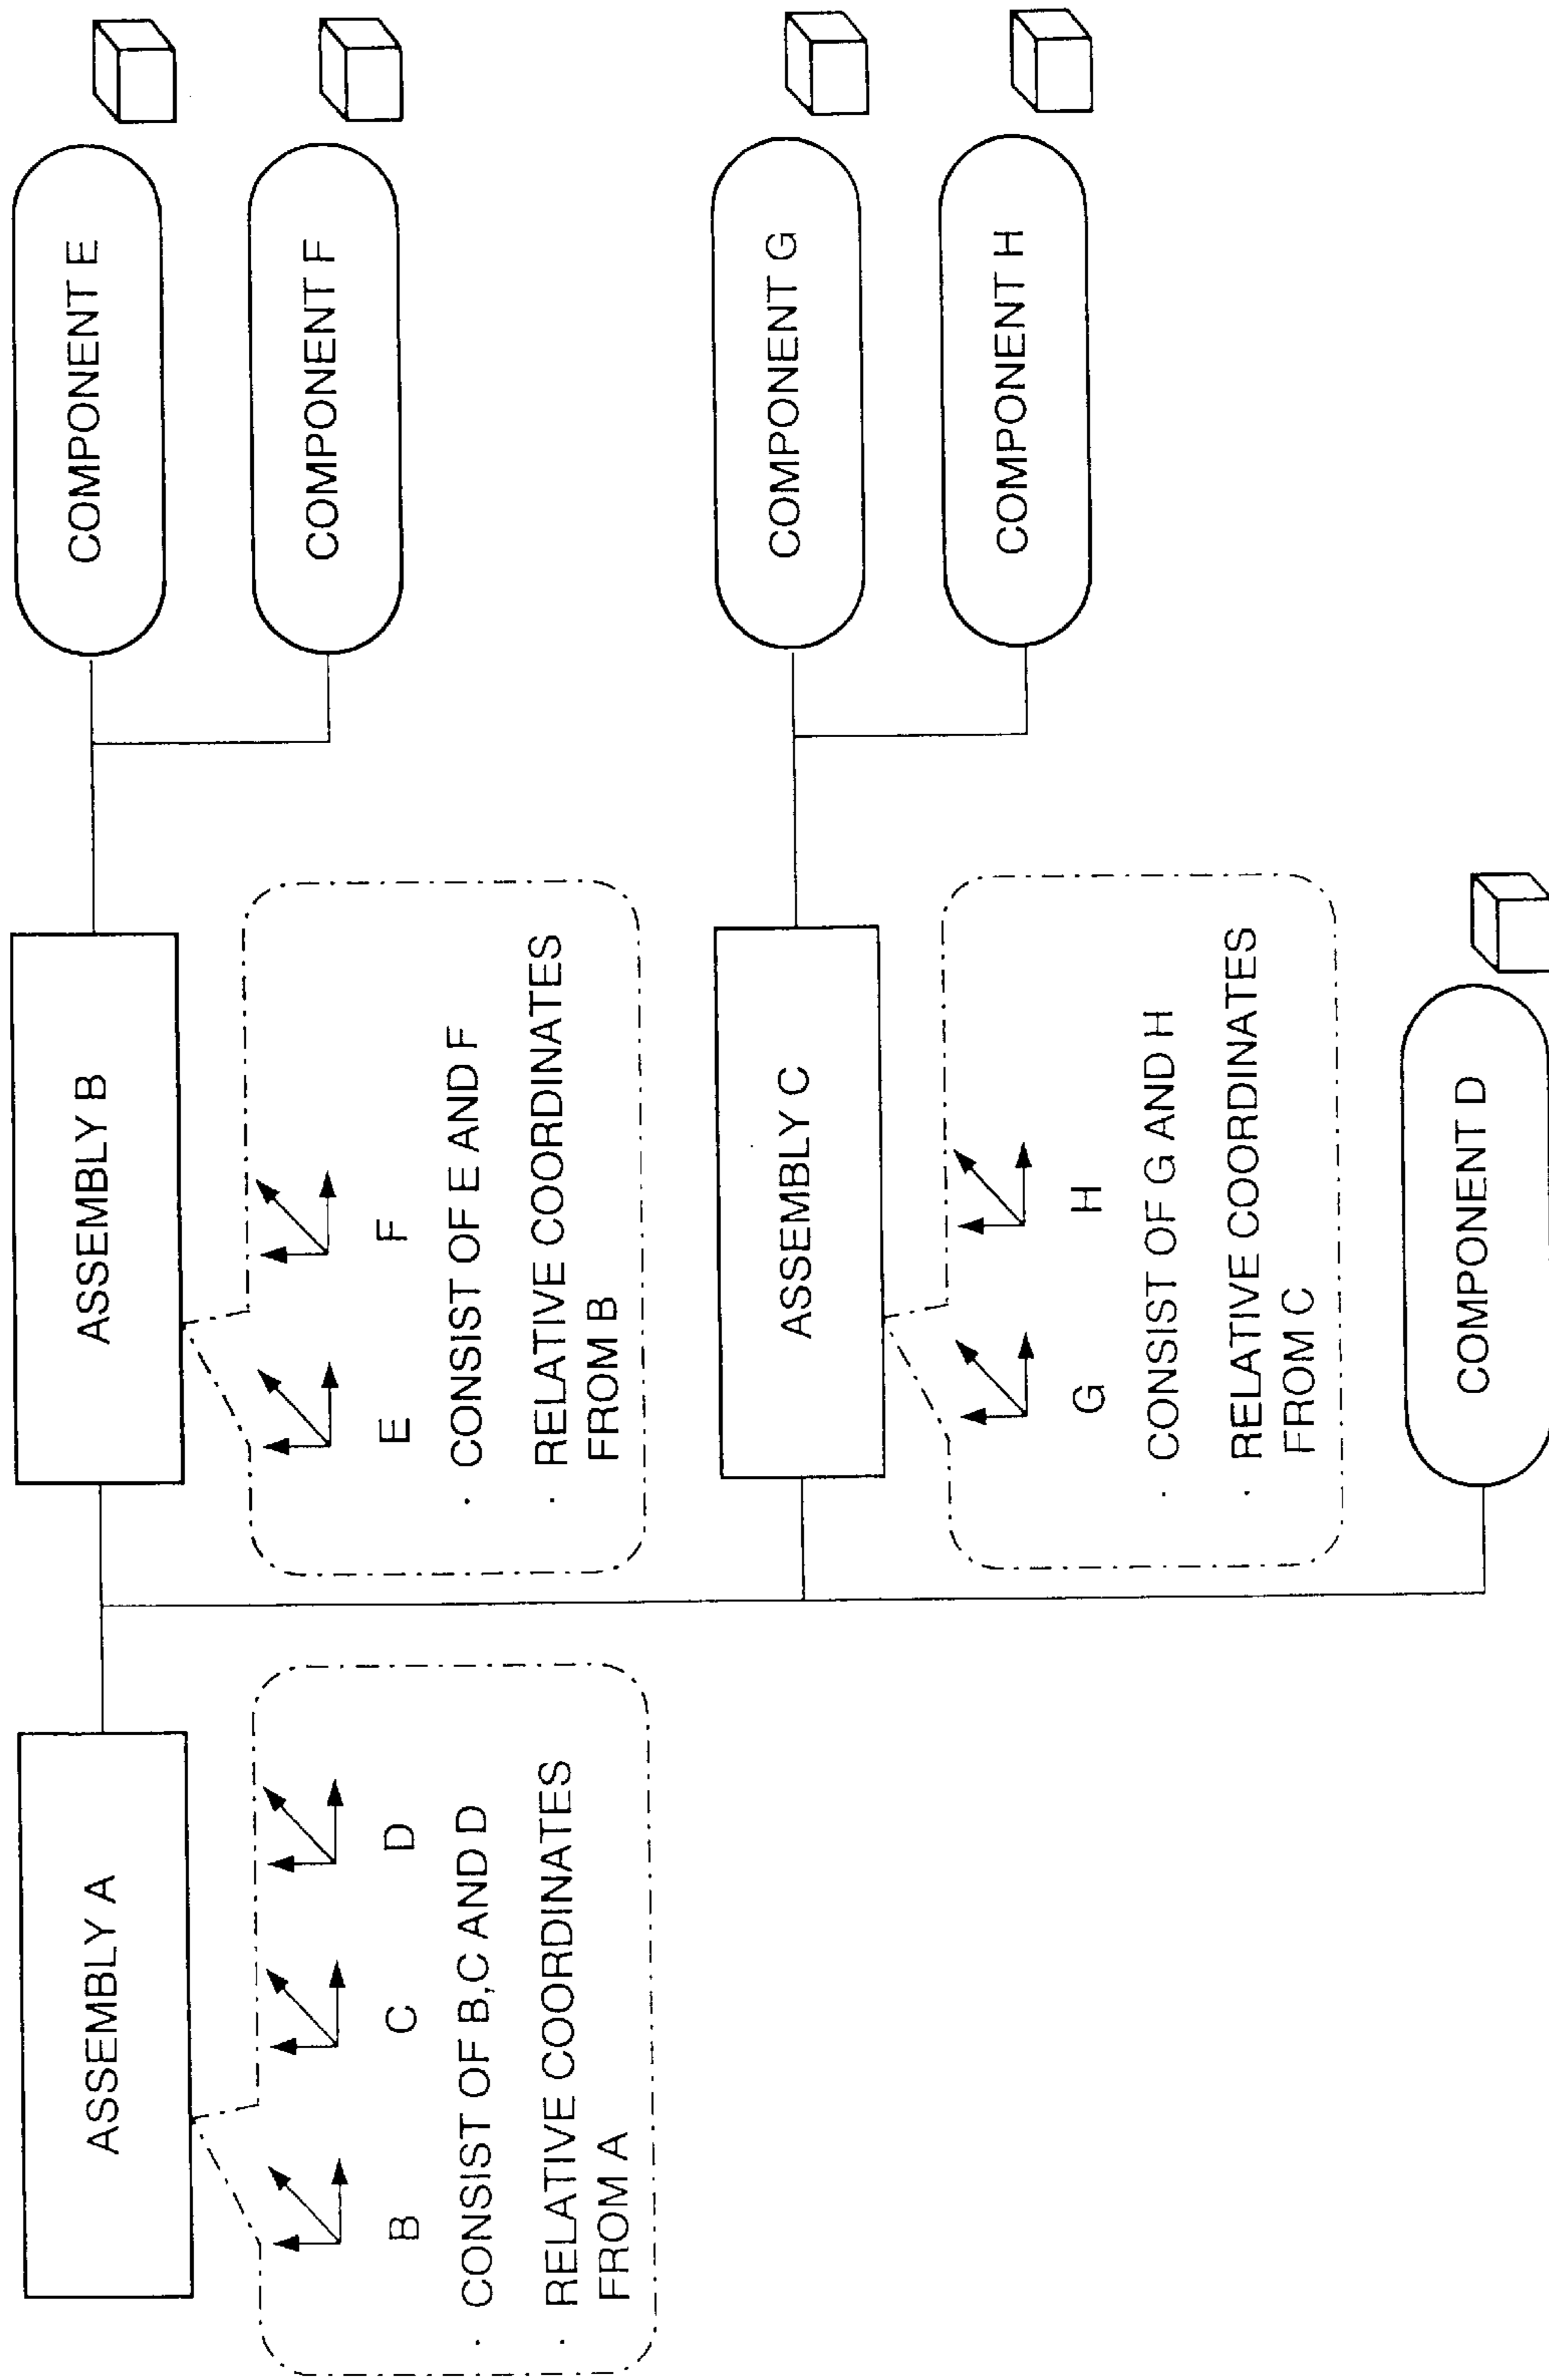 ASSEMBLY A
B C D
· CONSIST OF B,C AND D
· RELATIVE COORDINATES
FROM A
ASSEMBLY B
E F
· CONSIST OF E AND F
· RELATIVE COORDINATES
FROM B
COMPONENT E
COMPONENT F
ASSEMBLY C
G H
· CONSIST OF G AND H
· RELATIVE COORDINATES
FROM C
COMPONENT G
COMPONENT H
COMPONENT D